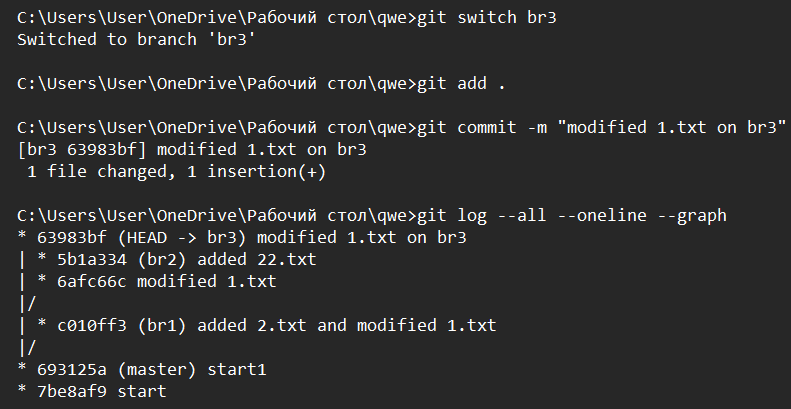 C:\Users\User\OneDrive\Рабочий стол\qwe>git switch br3
Switched to branch 'br3'
C:\Users\User\OneDrive\Рабочий стол\qwe>git add .
C:\Users\User\OneDrive\Рабочий стол\qwe>git commit -m "modified 1.txt on br3"
[br3 63983bf] modified 1.txt on br3
 1 file changed, 1 insertion(+)
C:\Users\User\OneDrive\Рабочий стол\qwe>git log --all --oneline --graph
* 63983bf (HEAD -> br3) modified 1.txt on br3
| * 5b1a334 (br2) added 22.txt
| * 6afc66c modified 1.txt
|/
| * c010ff3 (br1) added 2.txt and modified 1.txt
|/
* 693125a (master) start1
* 7be8af9 start